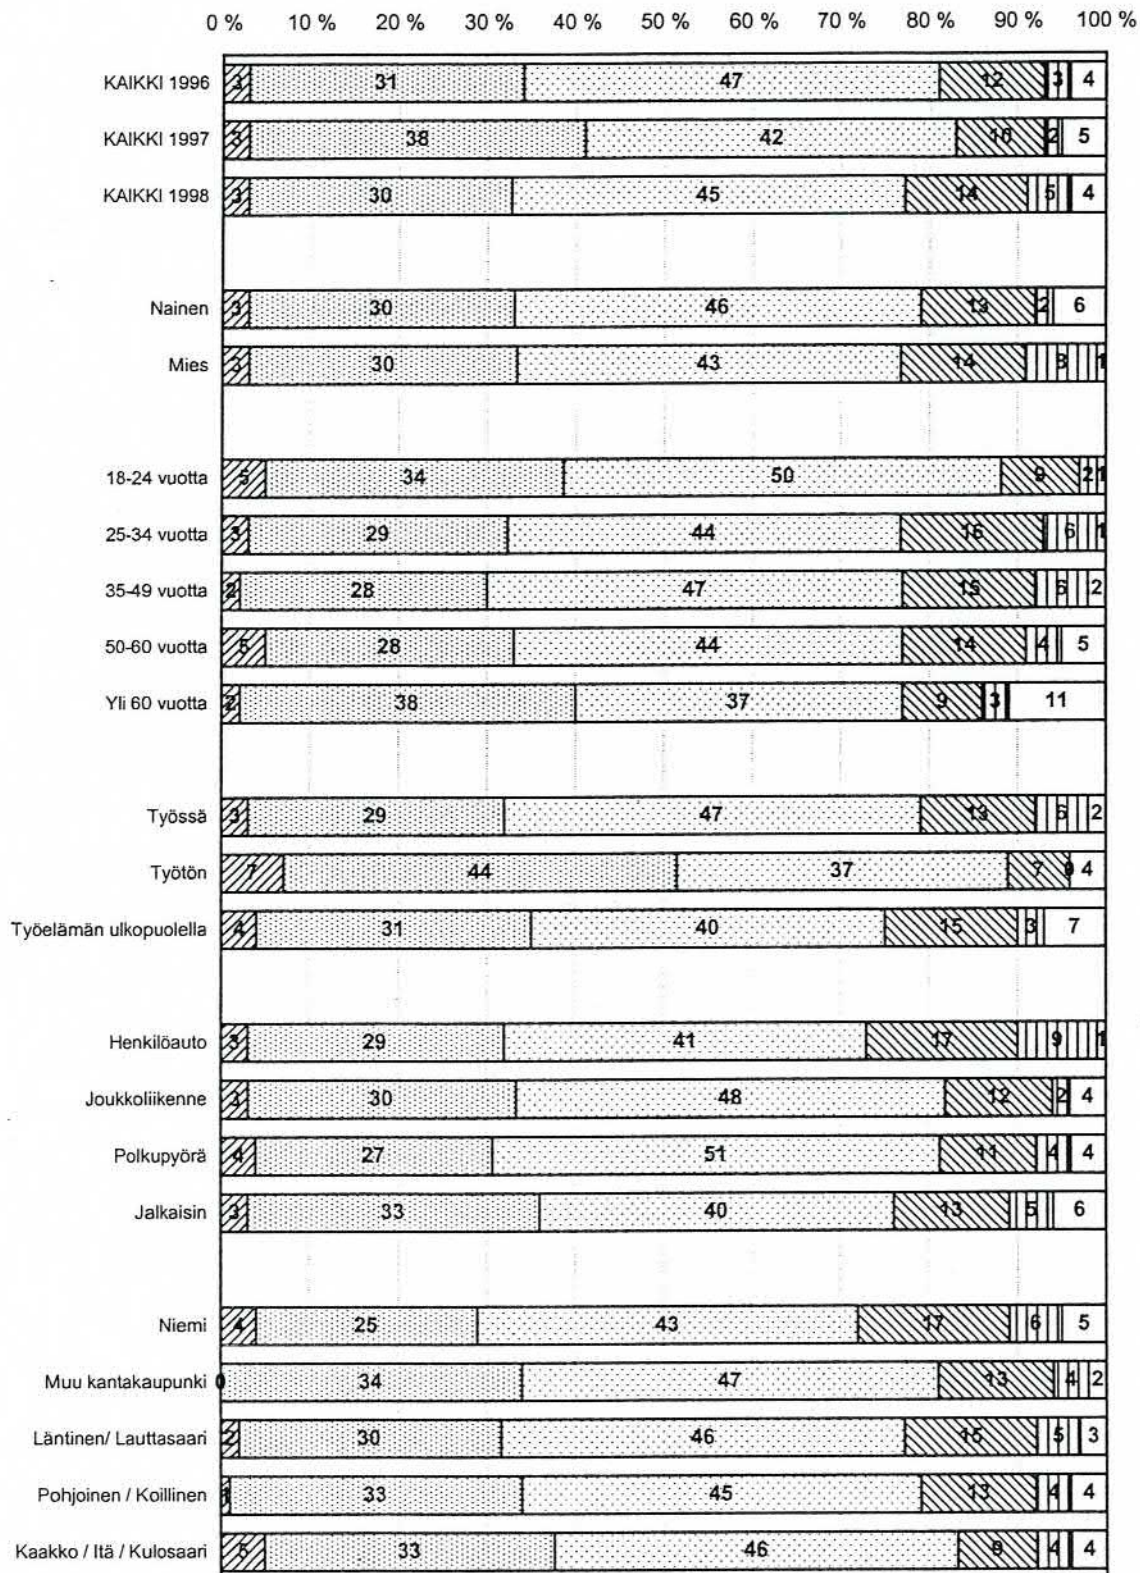 0 % 10 % 20 % 30 % 40 % 50 % 60 % 70 % 80 % 90 % 100 %
KAIKKI 1996 3 31 47 12 3 4
KAIKKI 1997 3 38 42 10 2 5
KAIKKI 1998 3 30 45 14 5 4
Nainen 3 30 46 13 2 6
Mies 3 30 43 14 8 1
18-24 vuotta 5 34 50 9 2 1
25-34 vuotta 3 29 44 16 6 1
35-49 vuotta 2 28 47 15 6 2
50-60 vuotta 5 28 44 14 4 5
Yli 60 vuotta 2 38 37 9 3 11
Työssä 3 29 47 13 6 2
Työtön 7 44 37 7 0 4
Työelämän ulkopuolella 4 31 40 15 3 7
Henkilöauto 3 29 41 17 9 1
Joukkoliikenne 3 30 48 12 2 4
Polkupyörä 4 27 51 11 4 4
Jalkaisin 3 33 40 13 5 6
Niemi 4 25 43 17 6 5
Muu kantakaupunki 0 34 47 13 4 2
Läntinen/ Lauttasaari 2 30 46 15 5 3
Pohjoinen / Koillinen 1 33 45 13 4 4
Kaakko / Itä / Kulosaari 5 33 46 9 4 4